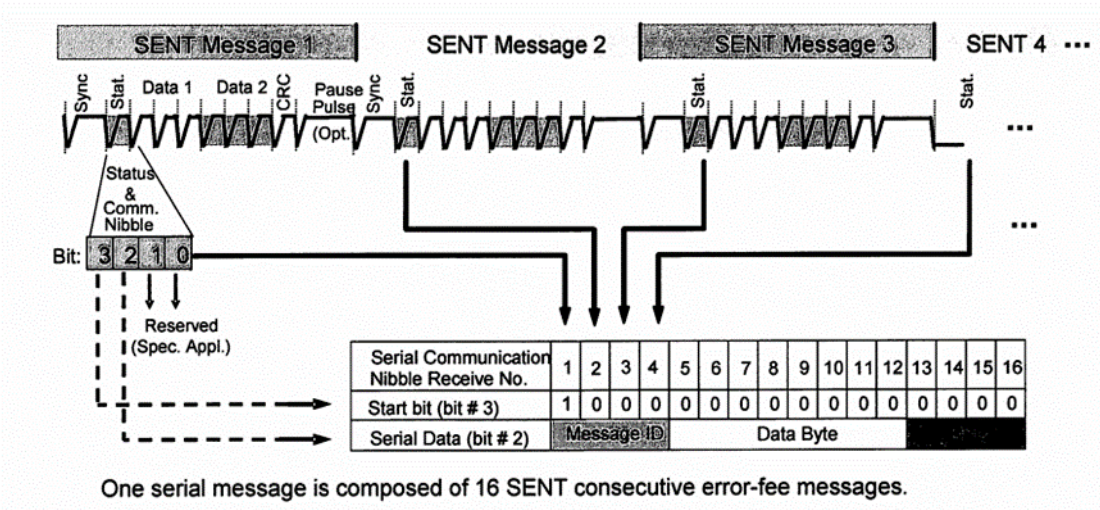 SENT Message 1 SENT Message 2 SENT Message 3 SENT 4 ...
Sync Stat. Data 1 Data 2 CRC Pause Pulse (Opt. Sync Stat. Stat. Stat.
...
Status
&
Comm.
Nibble
...
Bit: 3 2 1 0
Reserved
(Spec. Appl.)
Serial Communication
Nibble Receive No. 1 2 3 4 5 6 7 8 9 10 11 12 13 14 15 16
Start bit (bit # 3) 1 0 0 0 0 0 0 0 0 0 0 0 0 0 0 0
Serial Data (bit # 2) Message ID Data Byte
One serial message is composed of 16 SENT consecutive error-fee messages.